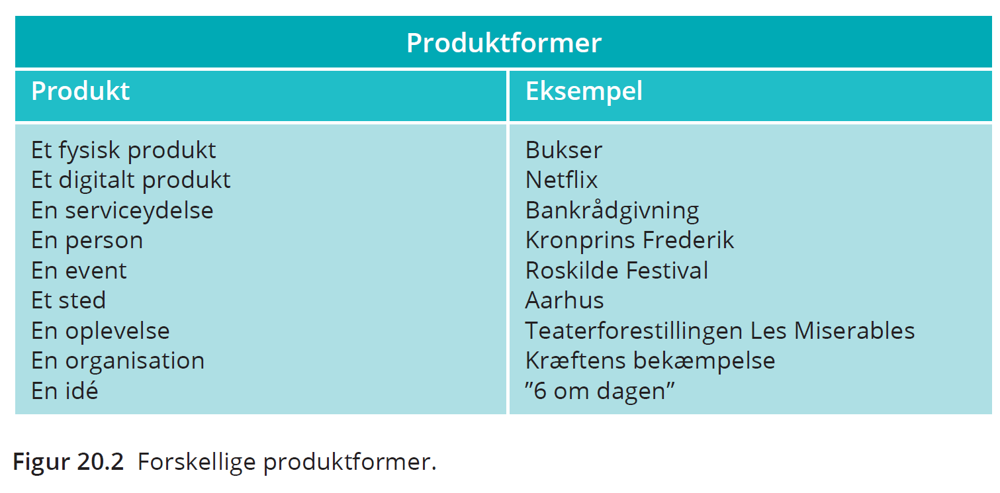 Produktformer
Produkt
Eksempel
Et fysisk produkt
Bukser
Et digitalt produkt
Netflix
En serviceydelse
Bankrådgivning
En person
Kronprins Frederik
En event
Roskilde Festival
Et sted
Aarhus
En oplevelse
Teaterforestillingen Les Miserables
En organisation
Kræftens bekæmpelse
En idé
”6 om dagen”
Figur 20.2 Forskellige produktformer.